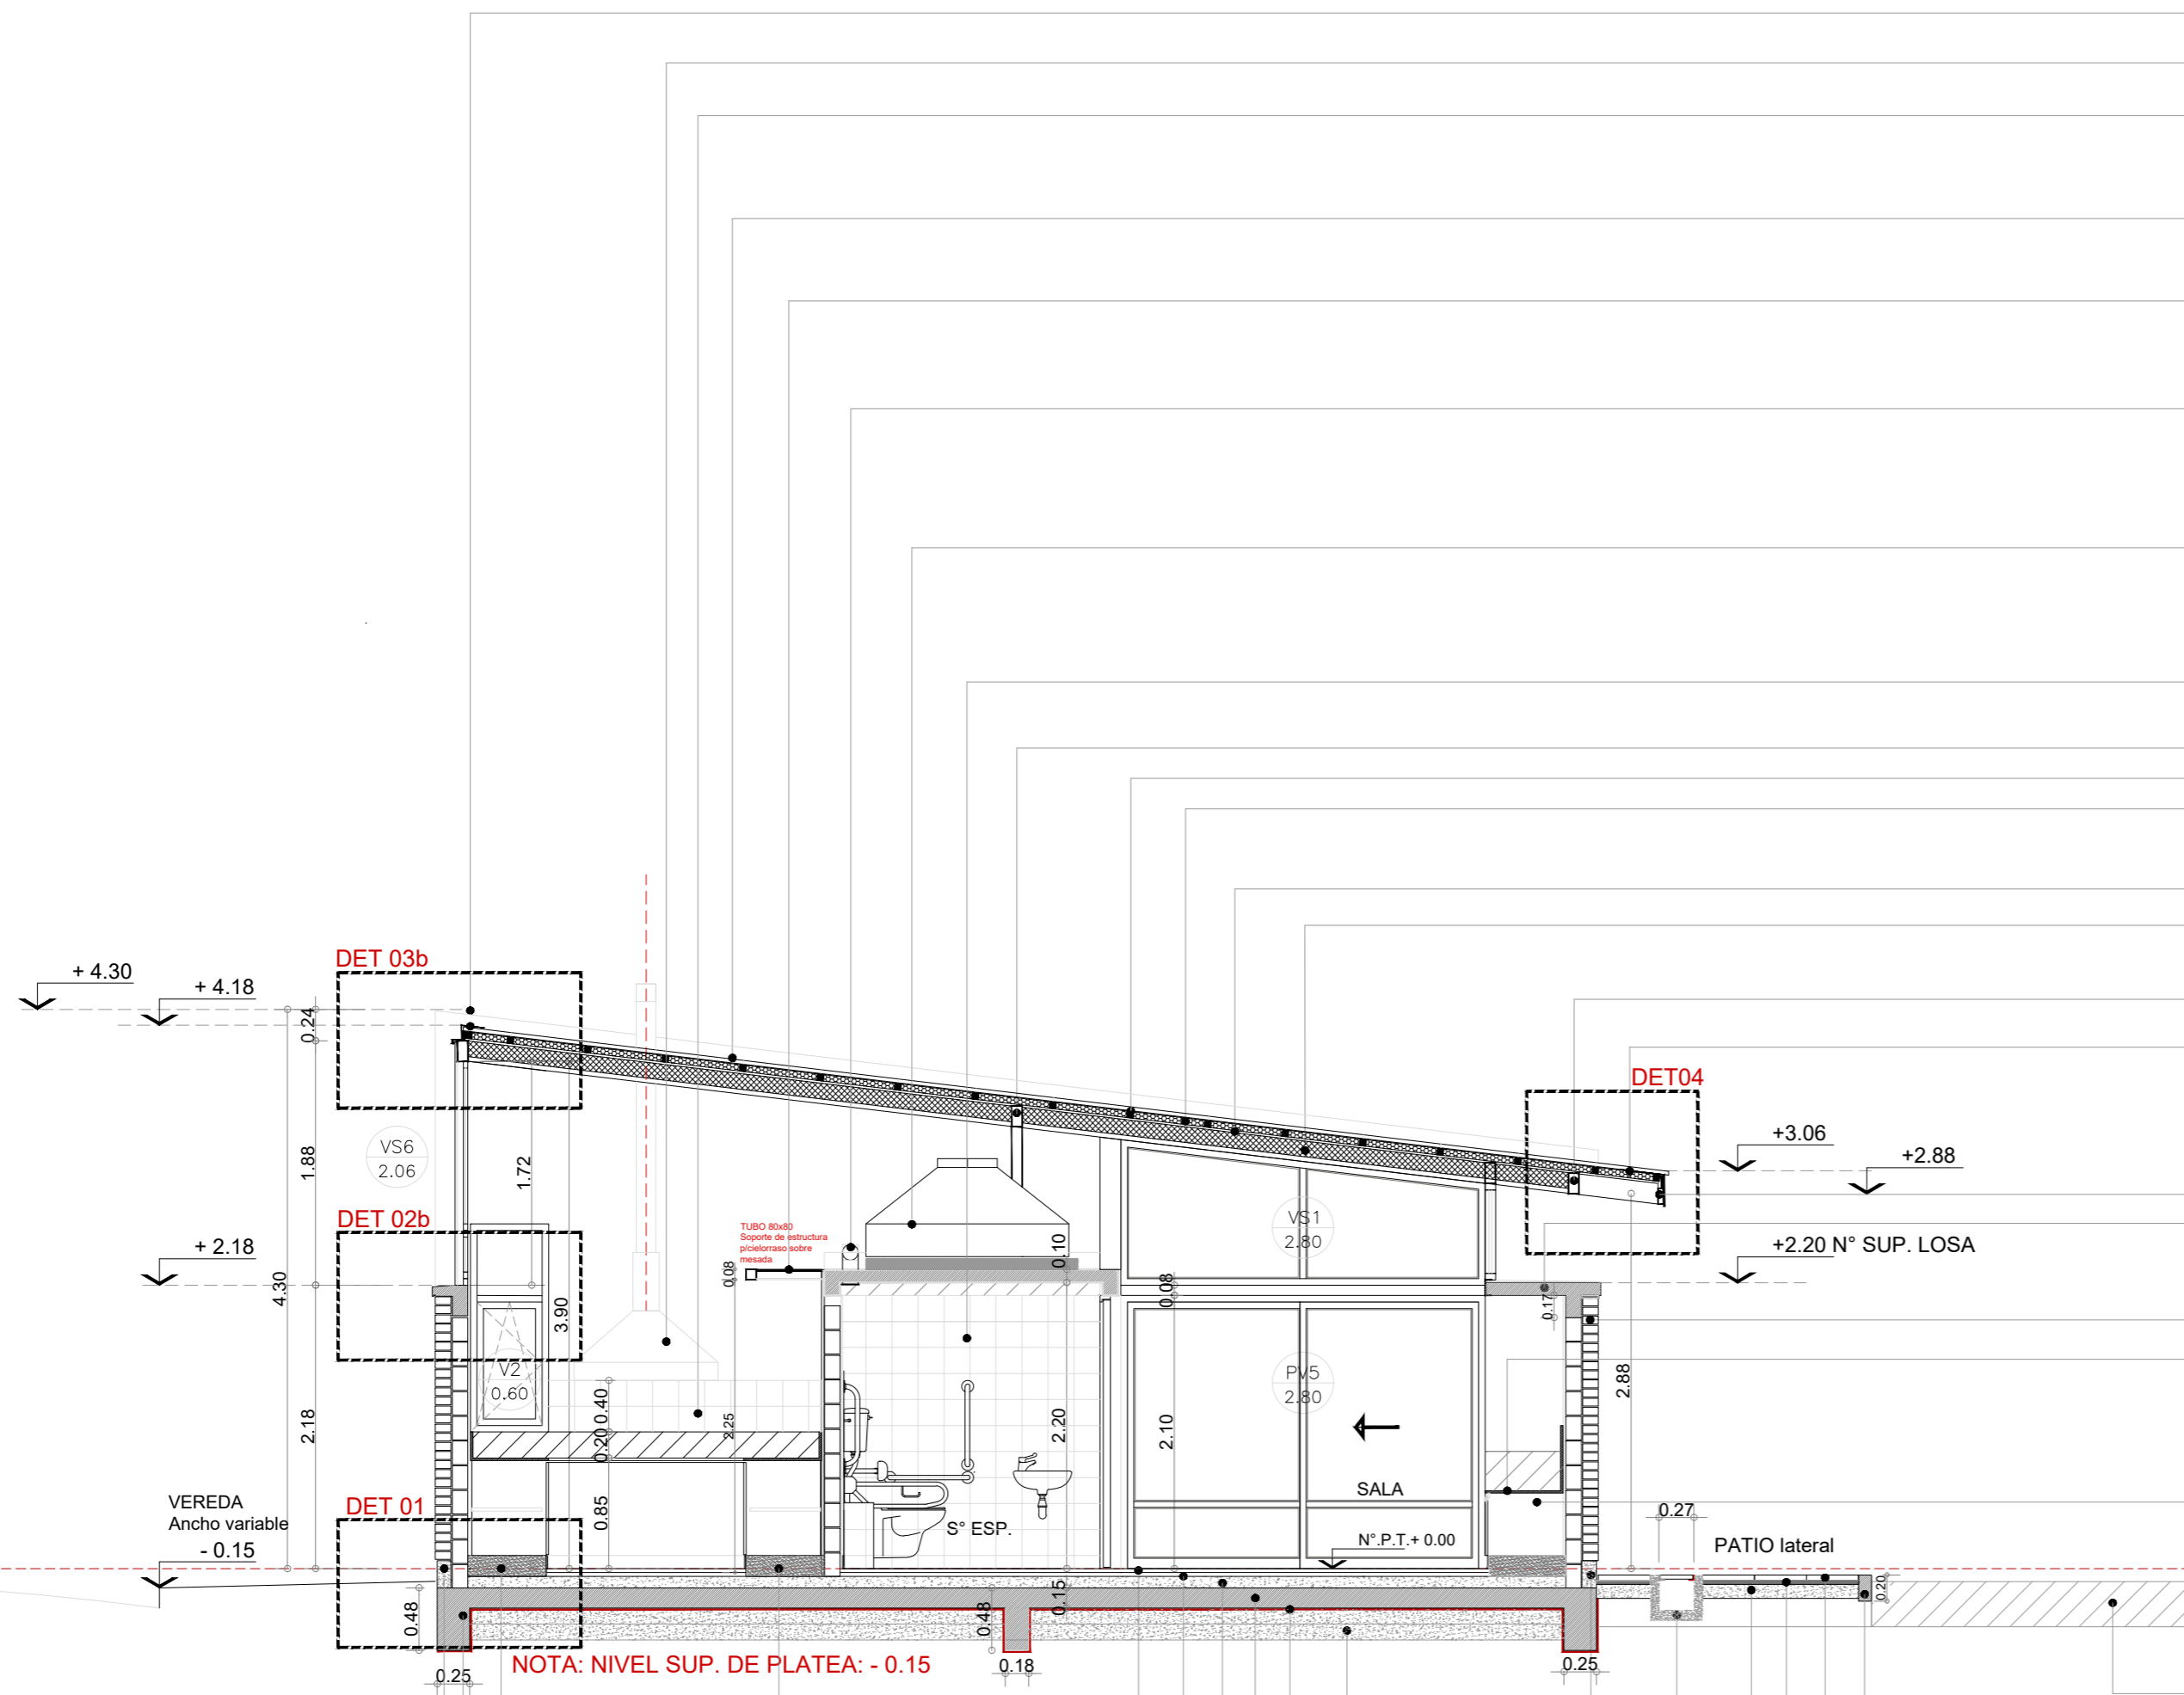 DET 03b
+ 4.30
+ 4.18
0.24
DET04
VS6
2.06
1.88
1.72
+3.06
+2.88
DET 02b
TUBO 80x80
Soporte de estructura
p/cielorraso sobre
mesada
VS1
2.80
0.10
+ 2.18
+2.20 N° SUP. LOSA
0.08
0.08
4.30
3.90
0.17
V2
0.60
PV5
2.80
2.88
0.40
2.18
2.25
2.20
2.10
0.20
SALA
DET 01
VEREDA
Ancho variable
0.85
S° ESP.
0.27
N°.P.T.+ 0.00
PATIO lateral
- 0.15
0.20
0.48
0.48
0.15
NOTA: NIVEL SUP. DE PLATEA: - 0.15
0.25
0.18
0.25